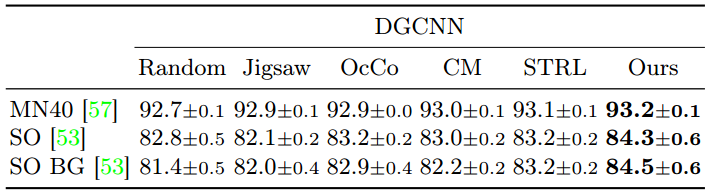 DGCNN
Random Jigsaw OcCo CM STRL Ours
MN40 [57] 92.7±0.1 92.9±0.1 92.9±0.0 93.0±0.1 93.1±0.1 93.2±0.1
SO [53] 82.8±0.5 82.1±0.2 83.2±0.2 83.0±0.2 83.2±0.2 84.3±0.6
SO BG [53] 81.4±0.5 82.0±0.4 82.9±0.4 82.2±0.2 83.2±0.2 84.5±0.6